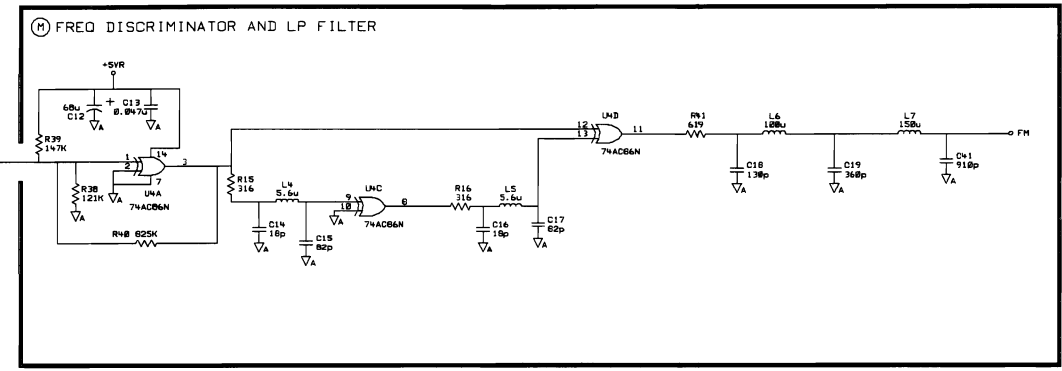 M FREQ DISCRIMINATOR AND LP FILTER
+5VR
68u
C12
+
C13
0.047u
A
A
R39
147K
1
2
14
3
7
A
U4A
74AC86N
R38
121K
A
R40 825K
R15
316
L4
5.6u
C14
18p
A
C15
82p
A
9
10
A
U4C
8
74AC86N
R16
316
L5
5.6u
C16
18p
A
C17
82p
A
12
13
U4D
11
74AC86N
R41
619
L6
100u
C18
130p
A
C19
360p
A
L7
150u
C41
910p
A
FM